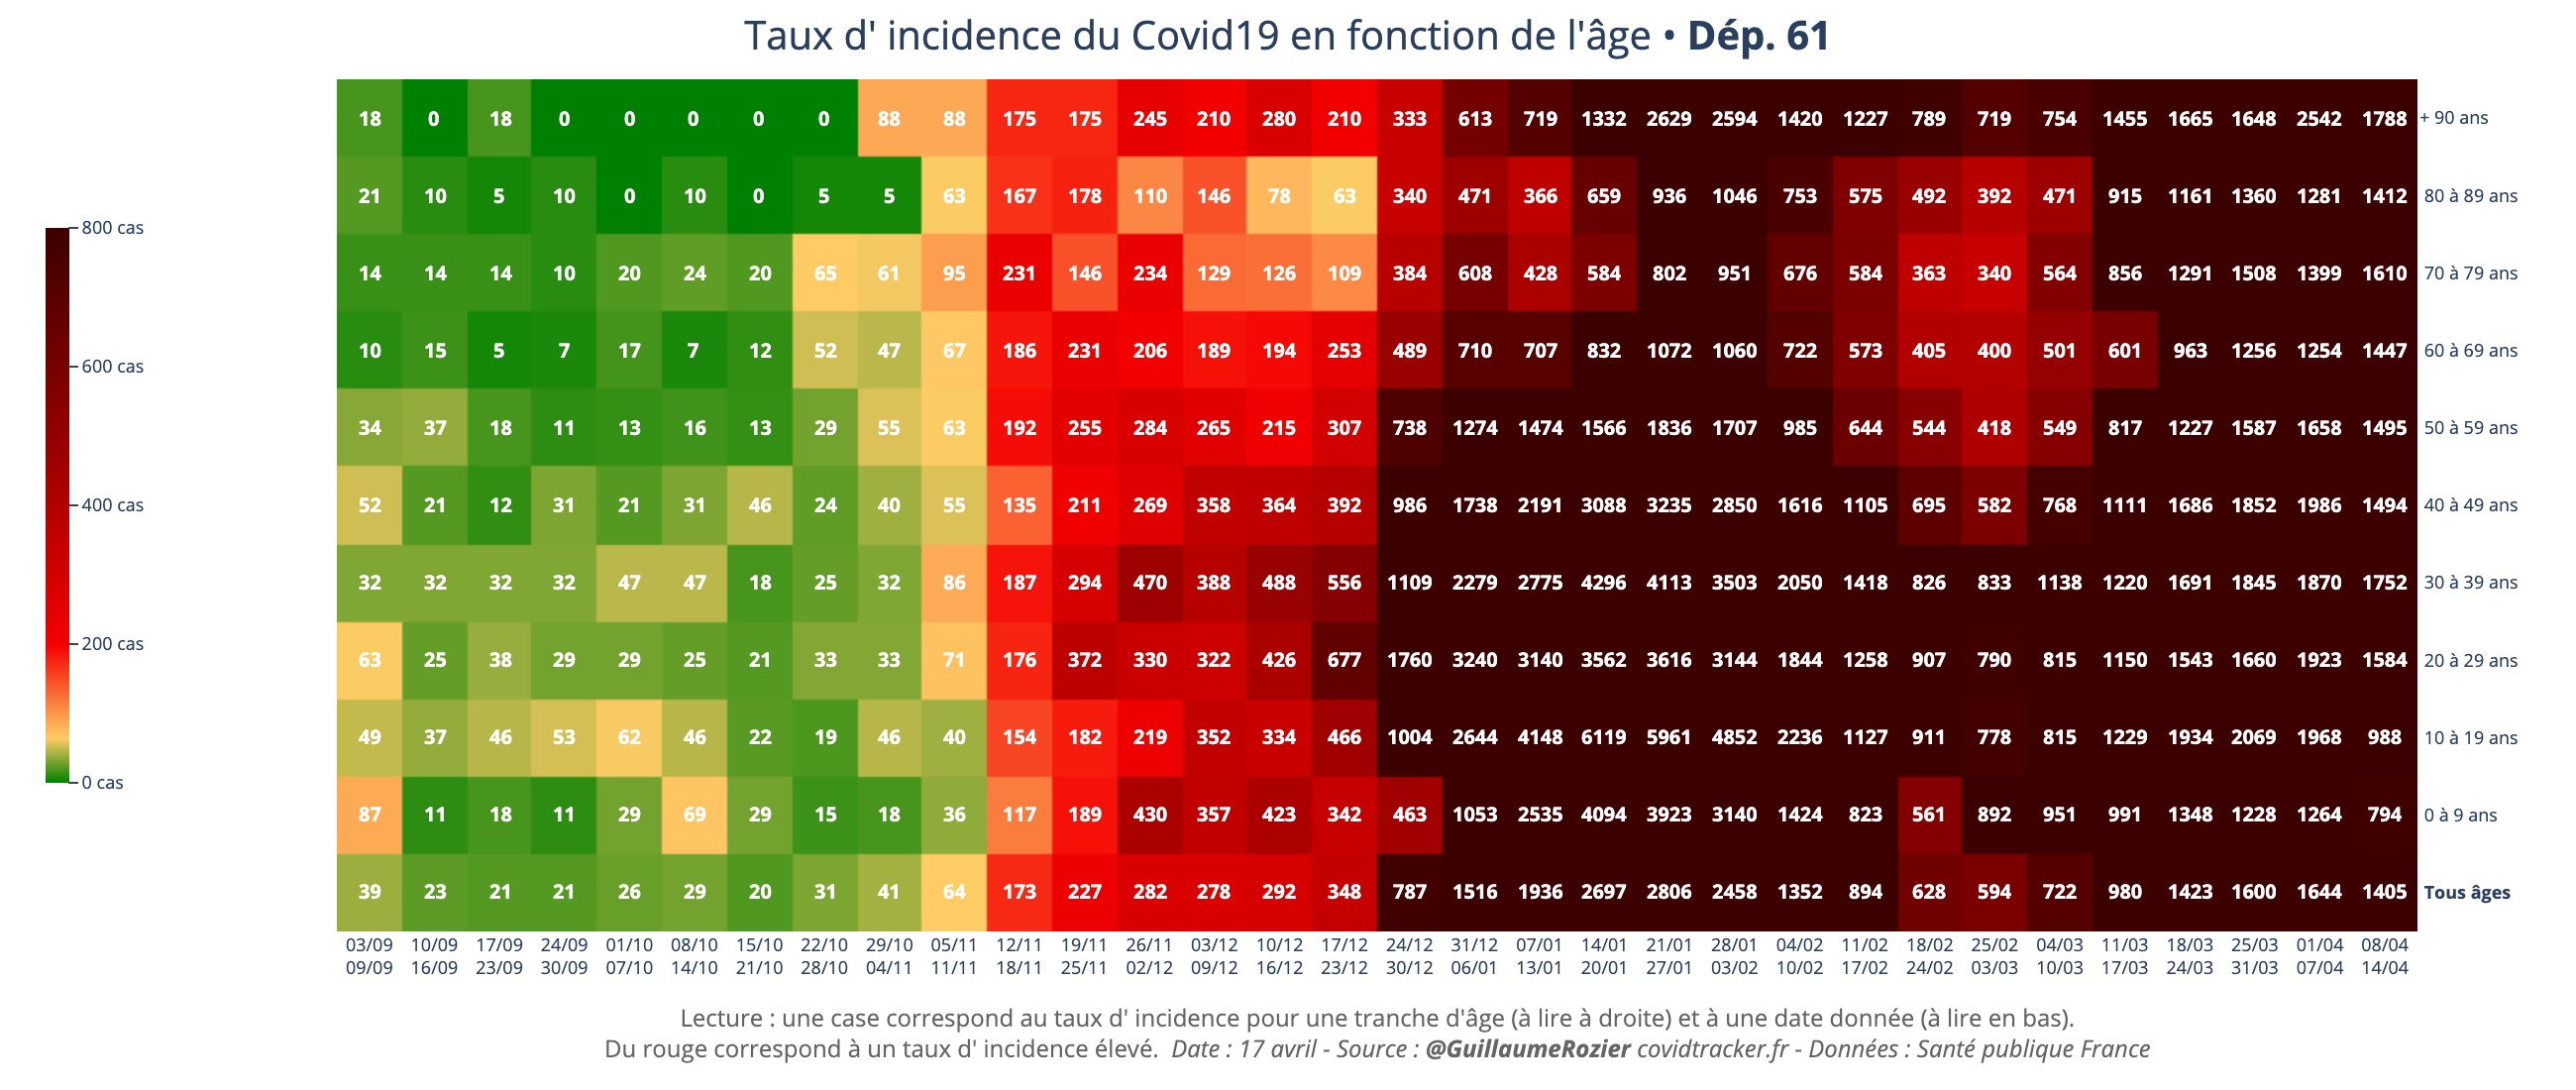 Taux d' incidence du Covid19 en fonction de l'âge • Dép. 61
18 0 18 0 0 0 0 0 88 88 175 175 245 210 280 210 333 613 719 1332 2629 2594 1420 1227 789 719 754 1455 1665 1648 2542 1788 + 90 ans
21 10 5 10 0 10 0 5 5 63 167 178 110 146 78 63 340 471 366 659 936 1046 753 575 492 392 471 915 1161 1360 1281 1412 80 à 89 ans
800 cas
14 14 14 10 20 24 20 65 61 95 231 146 234 129 126 109 384 608 428 584 802 951 676 584 363 340 564 856 1291 1508 1399 1610 70 à 79 ans
10 15 5 7 17 7 12 52 47 67 186 231 206 189 194 253 489 710 707 832 1072 1060 722 573 405 400 501 601 963 1256 1254 1447 60 à 69 ans
600 cas
34 37 18 11 13 16 13 29 55 63 192 255 284 265 215 307 738 1274 1474 1566 1836 1707 985 644 544 418 549 817 1227 1587 1658 1495 50 à 59 ans
400 cas
52 21 12 31 21 31 46 24 40 55 135 211 269 358 364 392 986 1738 2191 3088 3235 2850 1616 1105 695 582 768 1111 1686 1852 1986 1494 40 à 49 ans
32 32 32 32 47 47 18 25 32 86 187 294 470 388 488 556 1109 2279 2775 4296 4113 3503 2050 1418 826 833 1138 1220 1691 1845 1870 1752 30 à 39 ans
200 cas
63 25 38 29 29 25 21 33 33 71 176 372 330 322 426 677 1760 3240 3140 3562 3616 3144 1844 1258 907 790 815 1150 1543 1660 1923 1584 20 à 29 ans
49 37 46 53 62 46 22 19 46 40 154 182 219 352 334 466 1004 2644 4148 6119 5961 4852 2236 1127 911 778 815 1229 1934 2069 1968 988 10 à 19 ans
0 cas
87 11 18 11 29 69 29 15 18 36 117 189 430 357 423 342 463 1053 2535 4094 3923 3140 1424 823 561 892 951 991 1348 1228 1264 794 0 à 9 ans
39 23 21 21 26 29 20 31 41 64 173 227 282 278 292 348 787 1516 1936 2697 2806 2458 1352 894 628 594 722 980 1423 1600 1644 1405 Tous âges
03/09 10/09 17/09 24/09 01/10 08/10 15/10 22/10 29/10 05/11 12/11 19/11 26/11 03/12 10/12 17/12 24/12 31/12 07/01 14/01 21/01 28/01 04/02 11/02 18/02 25/02 04/03 11/03 18/03 25/03 01/04 08/04
09/09 16/09 23/09 30/09 07/10 14/10 21/10 28/10 04/11 11/11 18/11 25/11 02/12 09/12 16/12 23/12 30/12 06/01 13/01 20/01 27/01 03/02 10/02 17/02 24/02 03/03 10/03 17/03 24/03 31/03 07/04 14/04
Lecture : une case correspond au taux d' incidence pour une tranche d'âge (à lire à droite) et à une date donnée (à lire en bas).
Du rouge correspond à un taux d' incidence élevé. Date : 17 avril - Source : @GuillaumeRozier covidtracker.fr - Données : Santé publique France